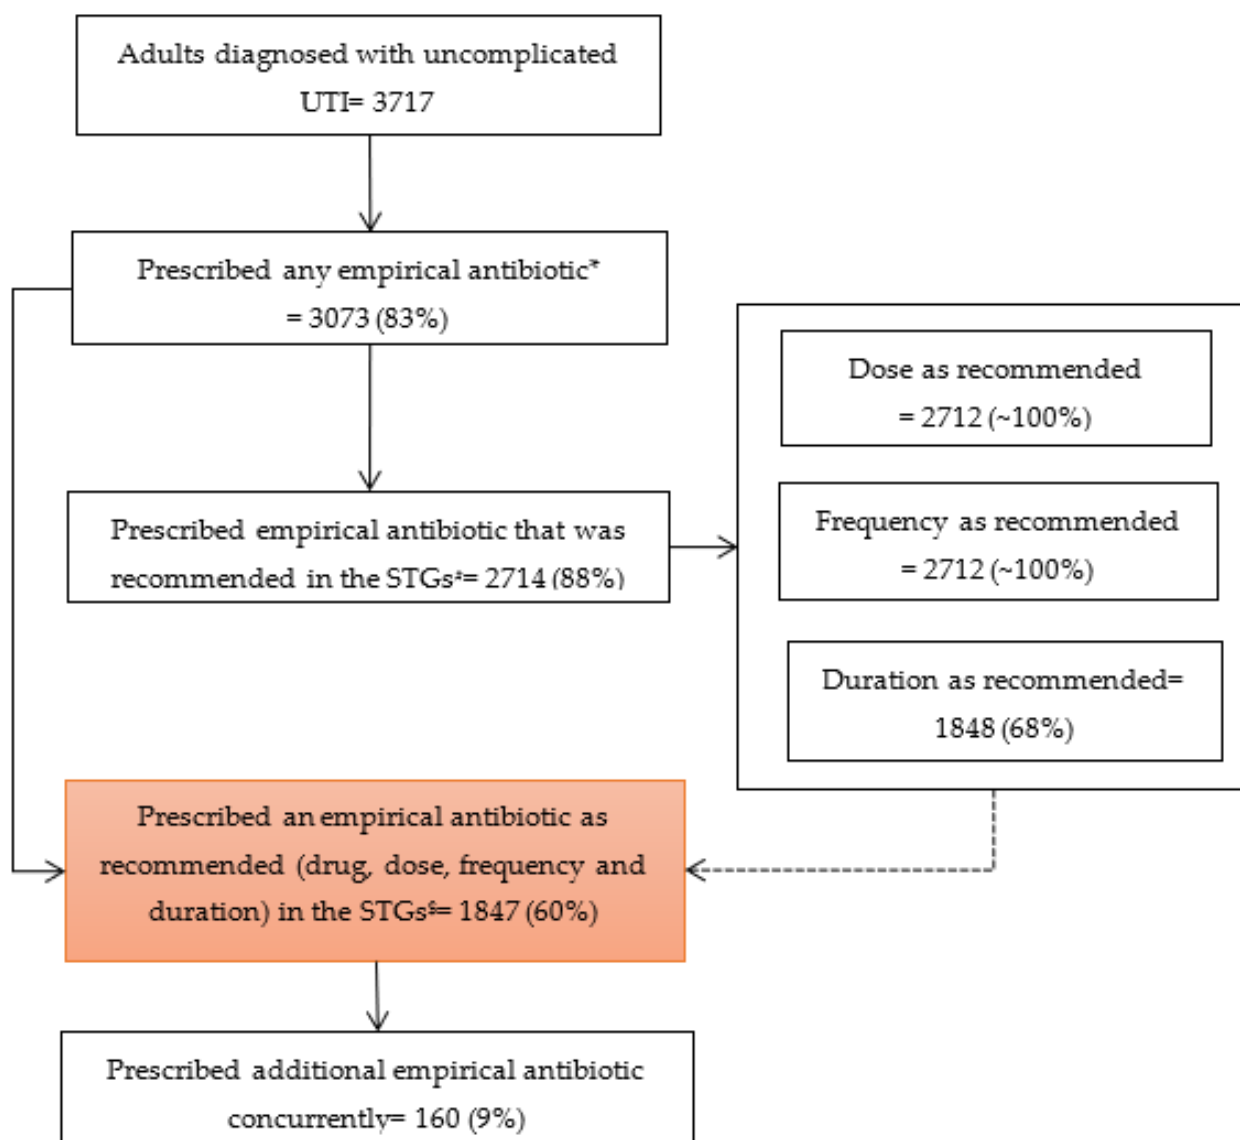 Adults diagnosed with uncomplicated
UTI= 3717
Prescribed any empirical antibiotic*
= 3073 (83%)
Prescribed empirical antibiotic that was
recommended in the STGsᵃ= 2714 (88%)
Dose as recommended
= 2712 (~100%)
Frequency as recommended
= 2712 (~100%)
Duration as recommended=
1848 (68%)
Prescribed an empirical antibiotic as
recommended (drug, dose, frequency and
duration) in the STGs$= 1847 (60%)
Prescribed additional empirical antibiotic
concurrently= 160 (9%)